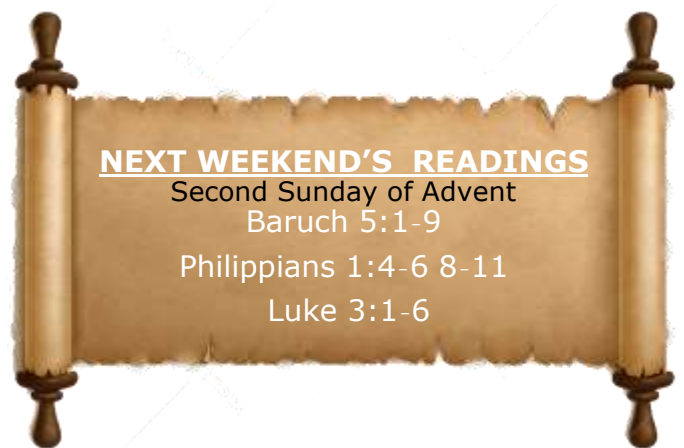 NEXT WEEKEND’S  READINGS
Second Sunday of Advent
Baruch 5:1-9
Philippians 1:4-6 8-11
Luke 3:1-6